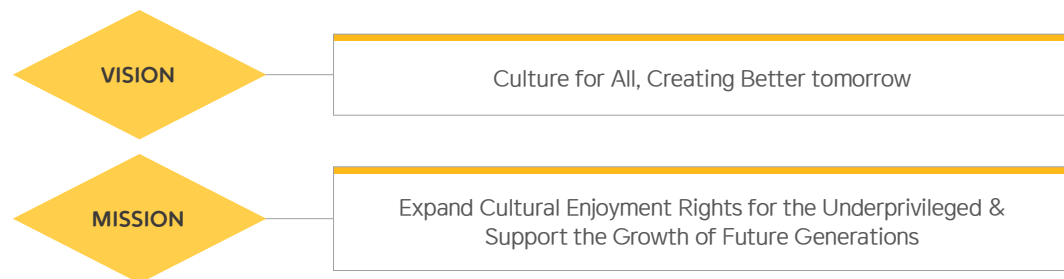 VISION
Culture for All, Creating Better tomorrow
MISSION
Expand Cultural Enjoyment Rights for the Underprivileged &
Support the Growth of Future Generations